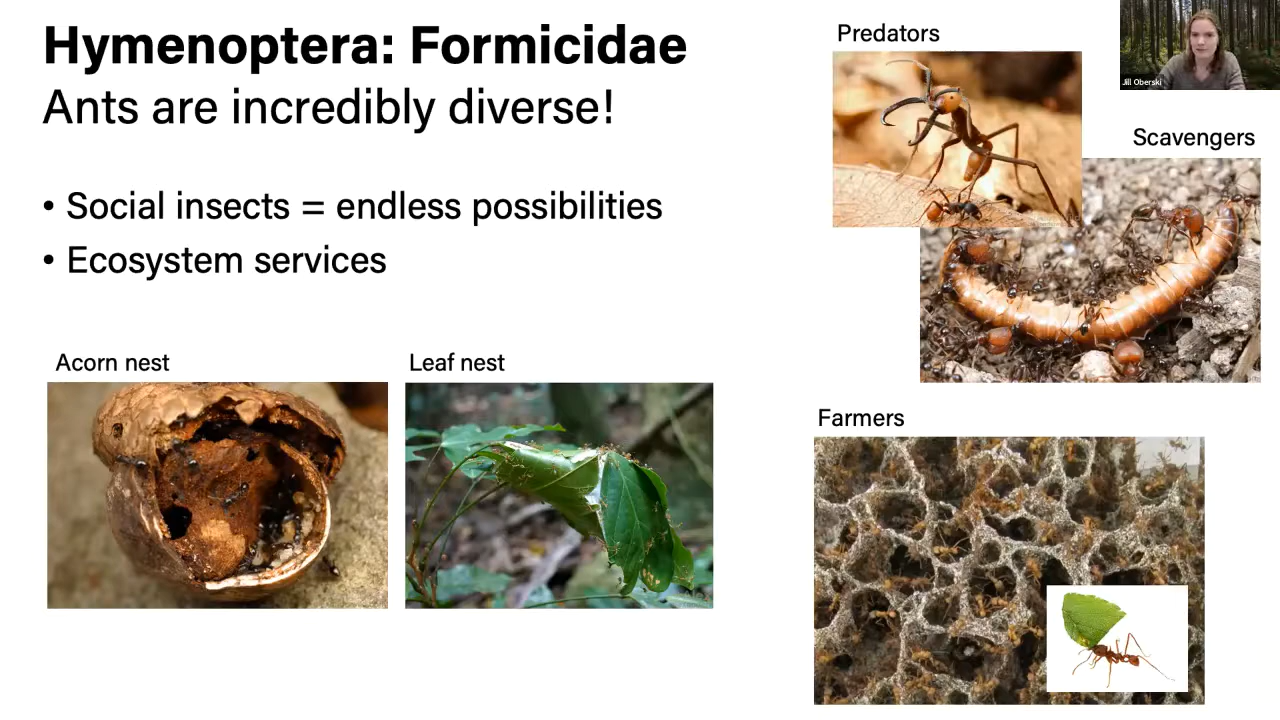 Hymenoptera: Formicidae
Ants are incredibly diverse!
• Social insects = endless possibilities
• Ecosystem services
Acorn nest
Leaf nest
Predators
Jill Oberski
Scavengers
Farmers